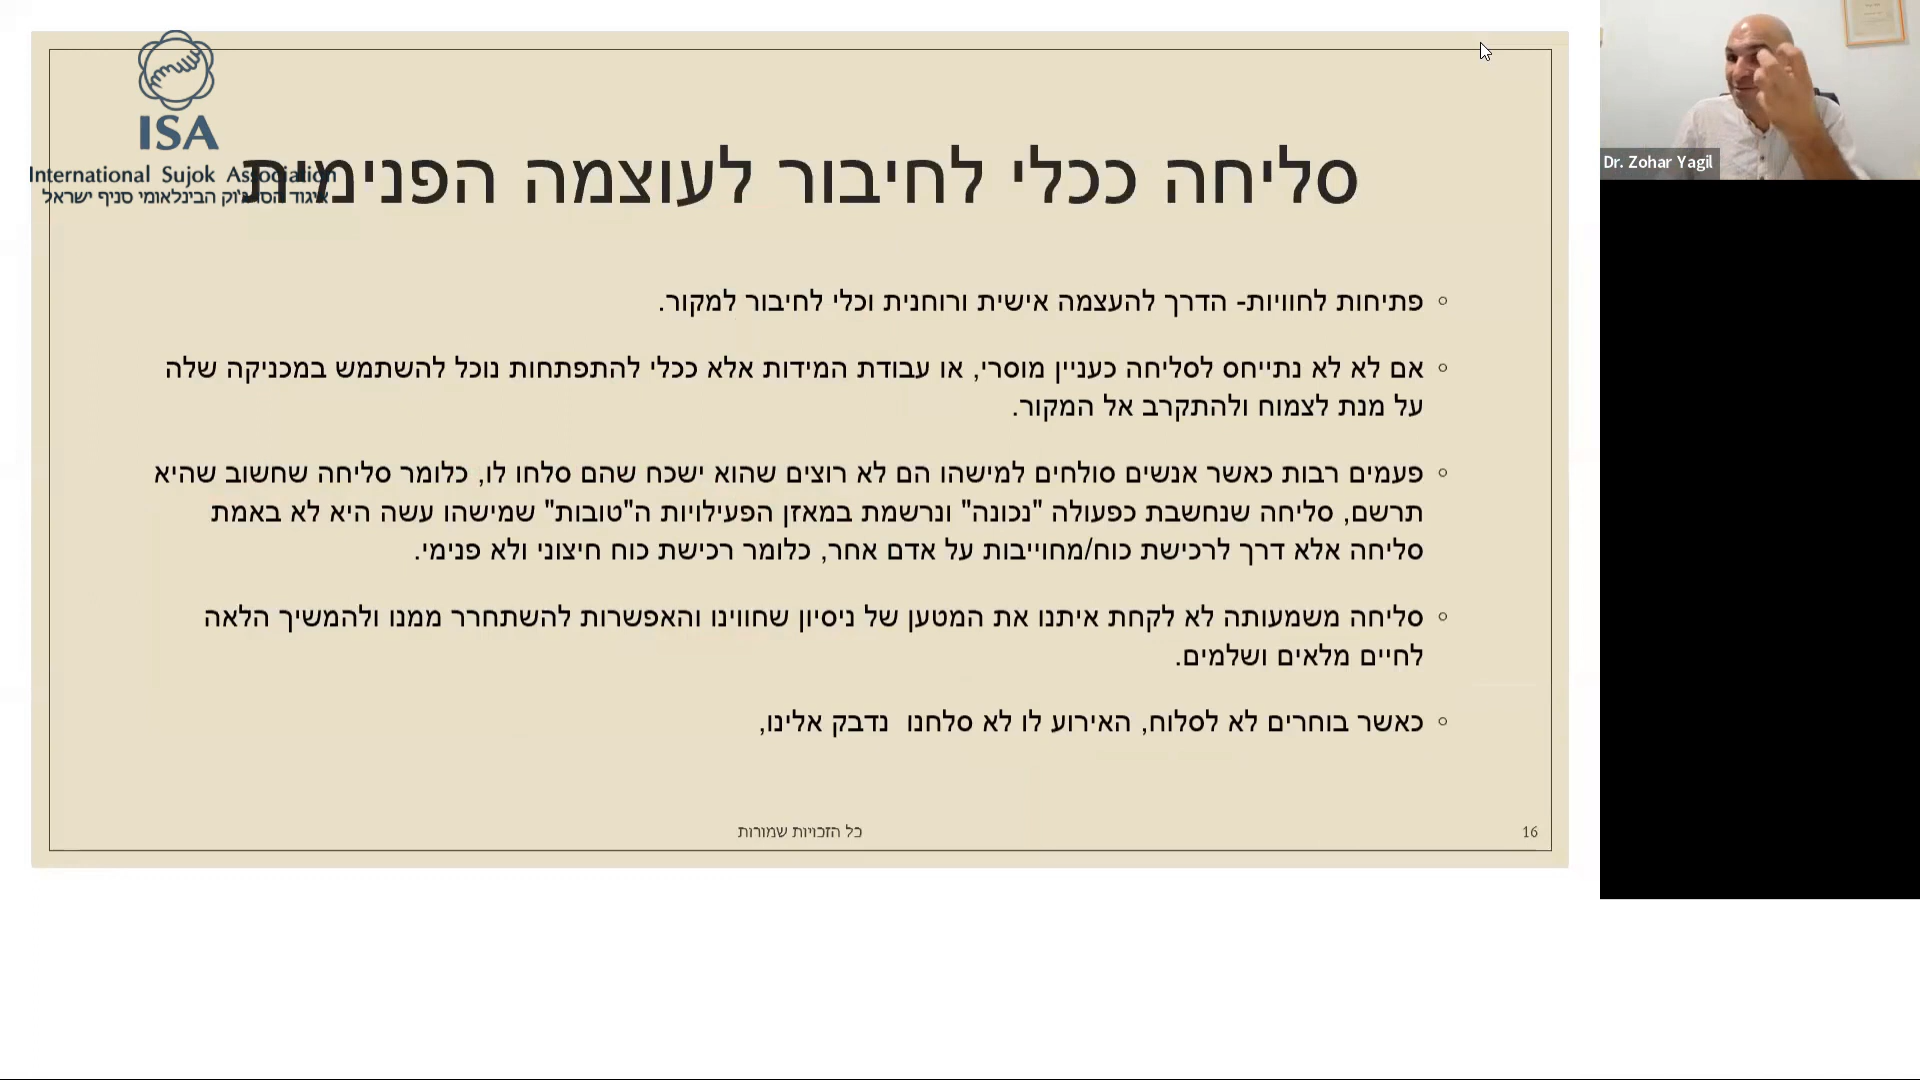 ISA
International Sujok Association
איגוד הסוג'וק הבינלאומי סניף ישראל
סליחה ככלי לחיבור לעוצמה הפנימית
פתיחות לחוויות- הדרך להעצמה אישית ורוחנית וכלי לחיבור למקור.
אם לא לא נתייחס לסליחה כעניין מוסרי, או עבודת המידות אלא ככלי להתפתחות נוכל להשתמש במכניקה שלה
על מנת לצמוח ולהתקרב אל המקור.
פעמים רבות כאשר אנשים סולחים למישהו הם לא רוצים שהוא ישכח שהם סלחו לו, כלומר סליחה שחשוב שהיא
תרשם, סליחה שנחשבת כפעולה "נכונה" ונרשמת במאזן הפעילויות ה"טובות" שמישהו עשה היא לא באמת
סליחה אלא דרך לרכישת כוח/מחוייבות על אדם אחר, כלומר רכישת כוח חיצוני ולא פנימי.
סליחה משמעותה לא לקחת איתנו את המטען של ניסיון שחווינו והאפשרות להשתחרר ממנו ולהמשיך הלאה
לחיים מלאים ושלמים.
כאשר בוחרים לא לסלוח, האירוע לו לא סלחנו  נדבק אלינו,
כל הזכויות שמורות
16
Dr. Zohar Yagil